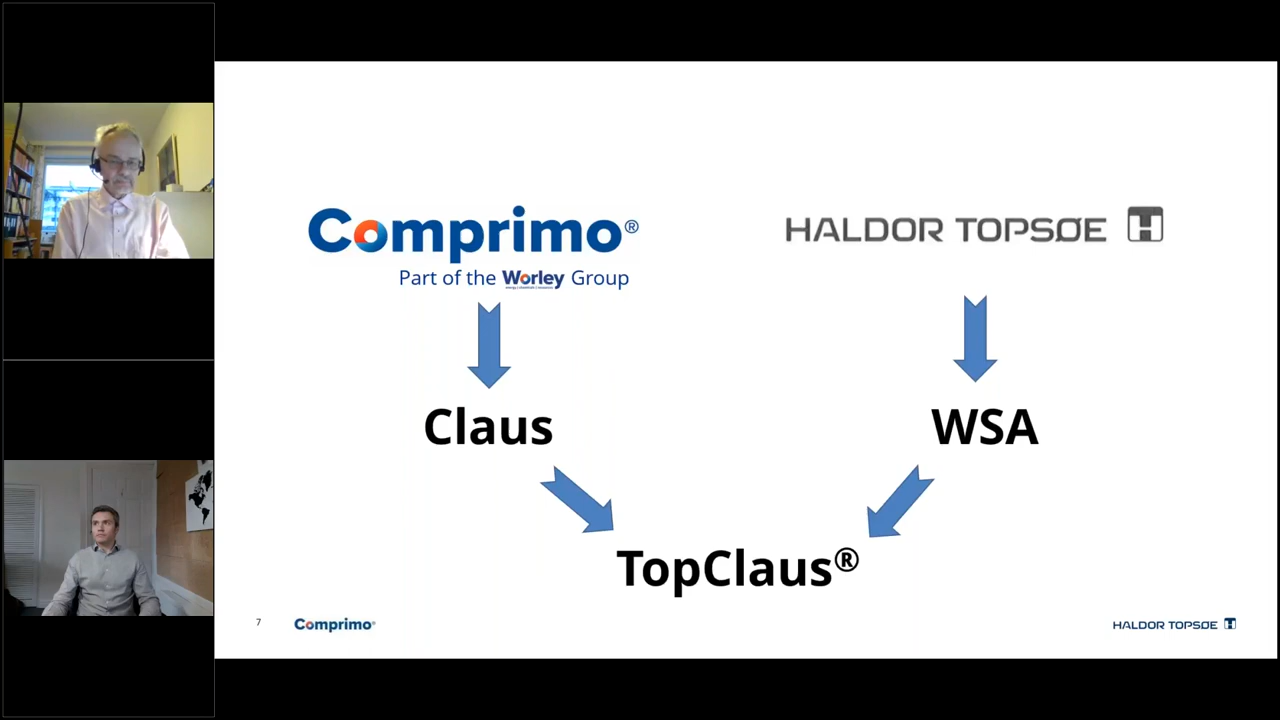 Comprimo®
Part of the Worley Group
HALDOR TOPSØE
Claus
WSA
TopClaus®
7
Comprimo®
HALDOR TOPSØE